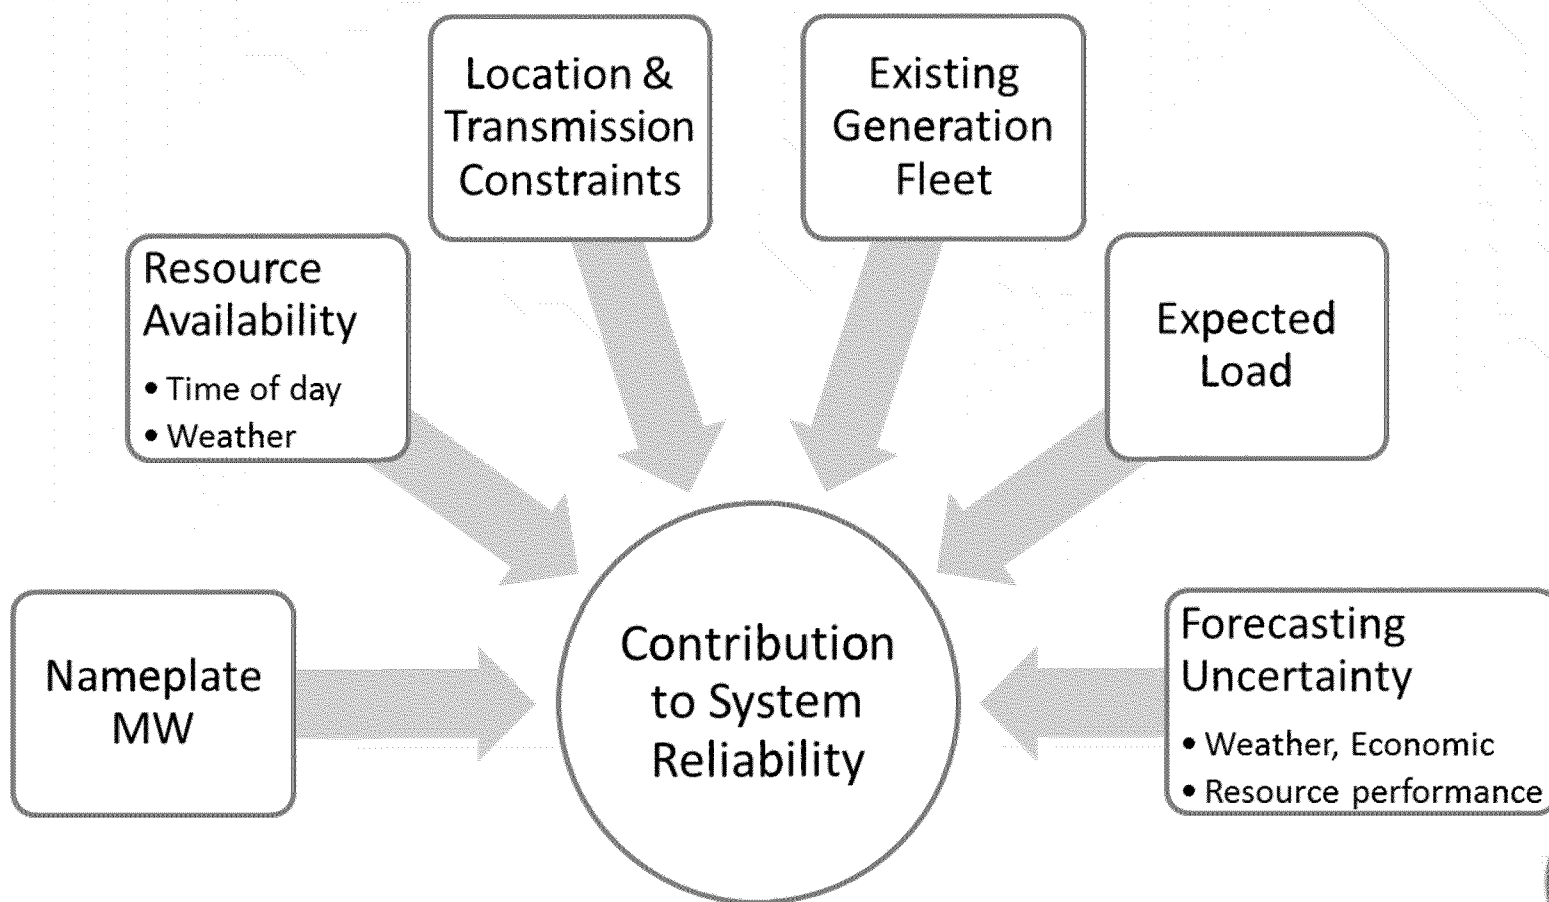 Location &
Transmission
Constraints
Existing
Generation
Fleet
Resource
Availability
• Time of day
• Weather
Expected
Load
Nameplate
MW
Contribution
to System
Reliability
Forecasting
Uncertainty
• Weather, Economic
• Resource performance